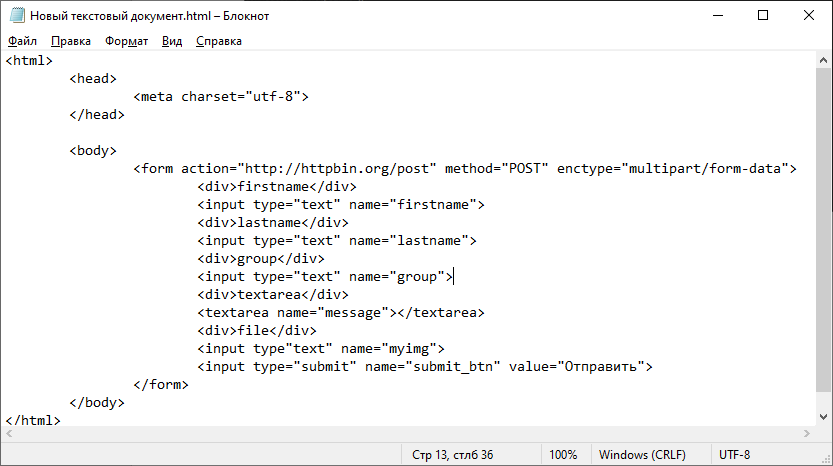 Новый текстовый документ.html – Блокнот
Файл Правка Формат Вид Справка
<html>
<head>
<meta charset="utf-8">
</head>
<body>
<form action="http://httpbin.org/post" method="POST" enctype="multipart/form-data">
<div>firstname</div>
<input type="text" name="firstname">
<div>lastname</div>
<input type="text" name="lastname">
<div>group</div>
<input type="text" name="group">
<div>textarea</div>
<textarea name="message"></textarea>
<div>file</div>
<input type"text" name="myimg">
<input type="submit" name="submit_btn" value="Отправить">
</form>
</body>
</html>
Стр 13, стлб 36 100% Windows (CRLF) UTF-8